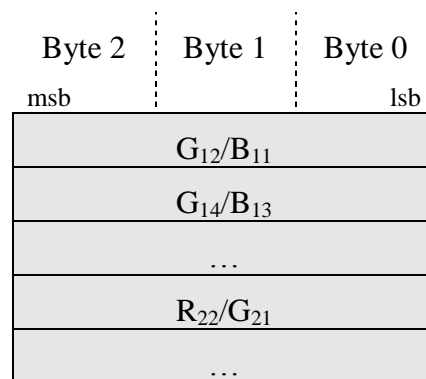 Byte 2 Byte 1 Byte 0
msb lsb
G₁₂/B₁₁
G₁₄/B₁₃
…
R₂₂/G₂₁
…